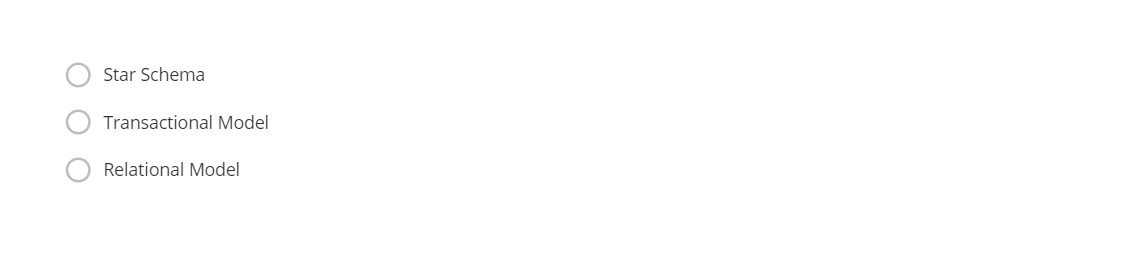 Star Schema
Transactional Model
Relational Model